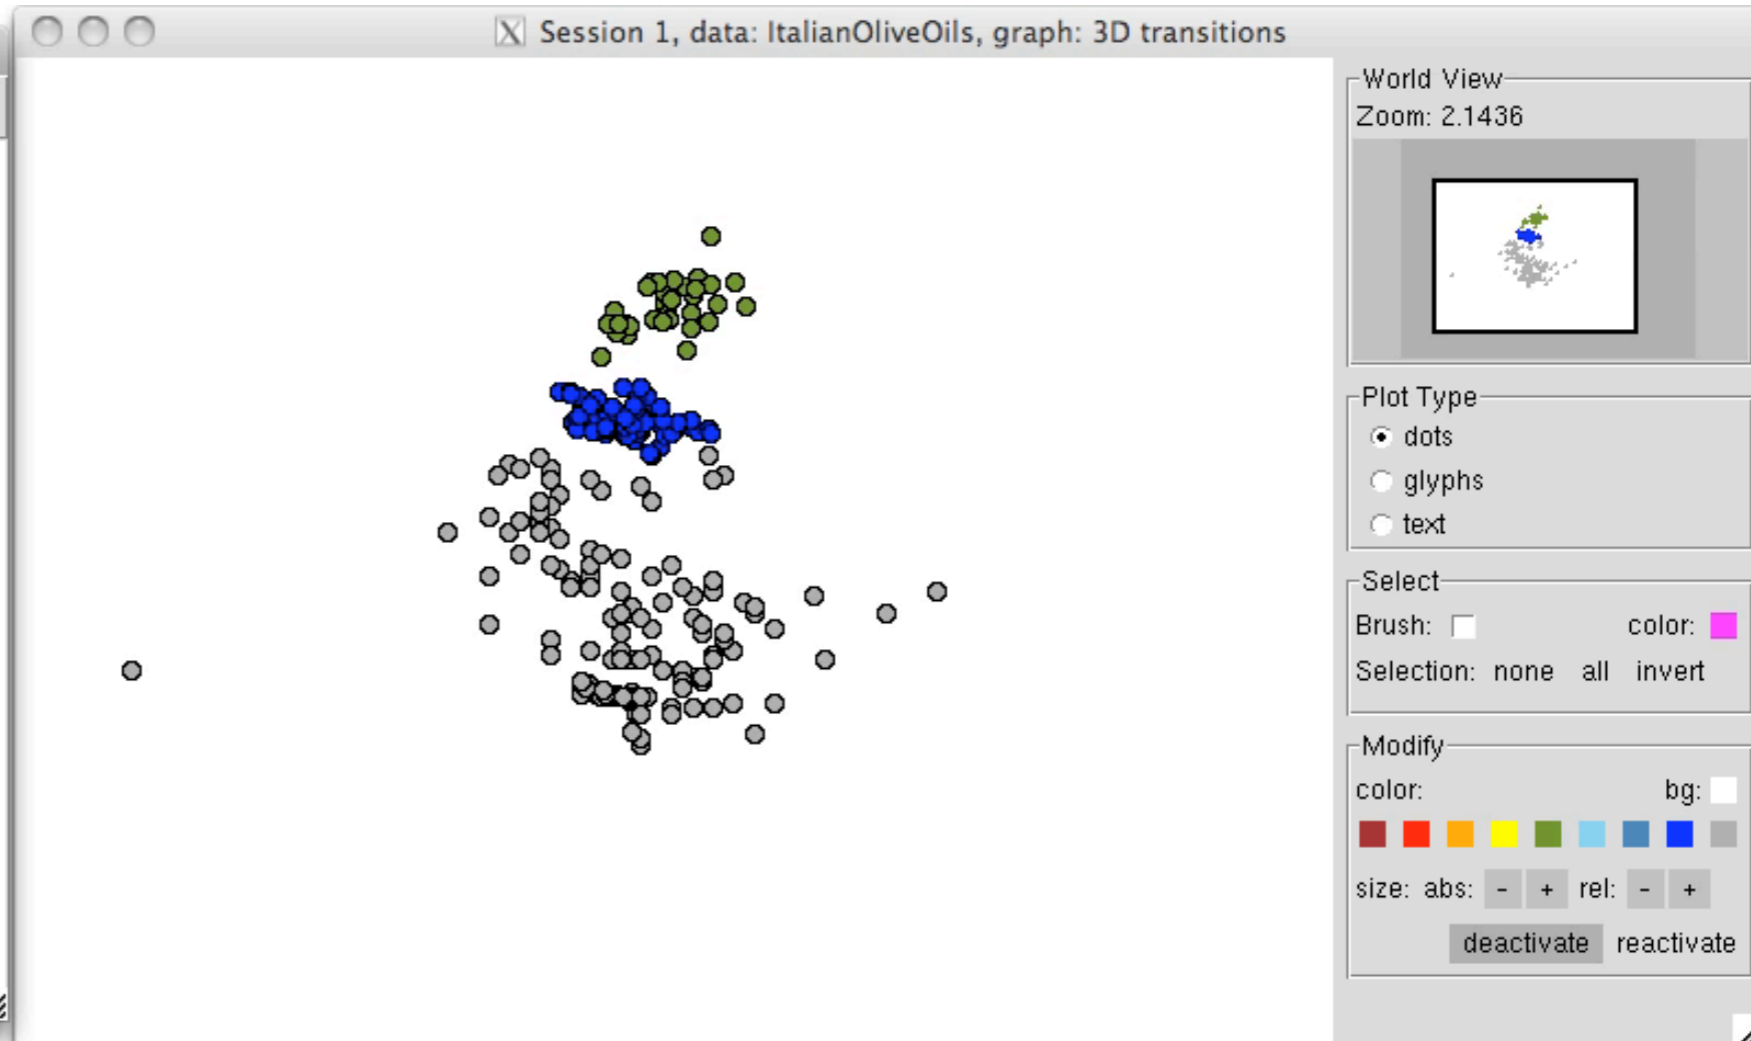 Session 1, data: ItalianOliveOils, graph: 3D transitions
World View
Zoom: 2.1436
Plot Type
dots
glyphs
text
Select
Brush: color:
Selection: none all invert
Modify
color: bg:
size: abs: - + rel: - +
deactivate reactivate